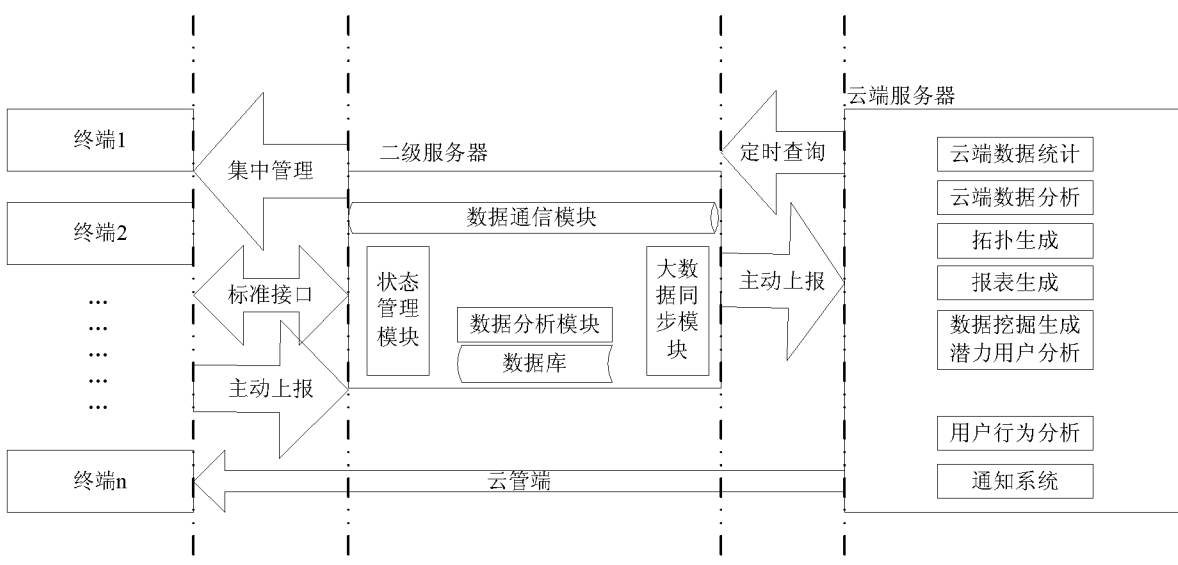 云端服务器
终端1
集中管理
二级服务器
定时查询
云端数据统计
云端数据分析
终端2
数据通信模块
拓扑生成
标准接口
状态
管理
模块
大数
据同
步模
块
主动上报
报表生成
...
...
...
...
...
数据分析模块
数据库
数据挖掘生成
潜力用户分析
主动上报
用户行为分析
终端n
云管端
通知系统